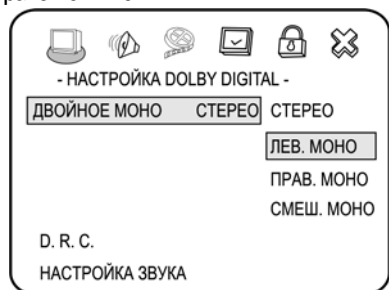 - НАСТРОЙКА DOLBY DIGITAL -
ДВОЙНОЕ МОНО СТЕРЕО СТЕРЕО
ЛЕВ. МОНО
ПРАВ. МОНО
СМЕШ. МОНО
D. R. C.
НАСТРОЙКА ЗВУКА